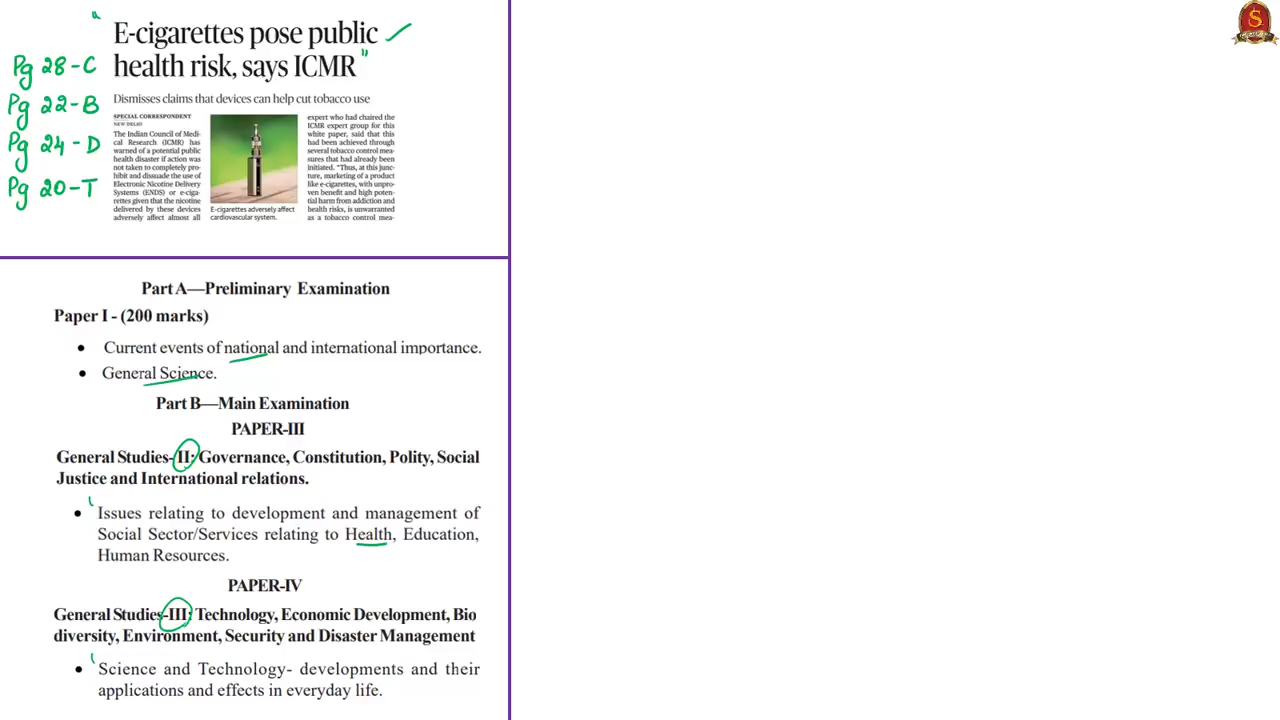 E-cigarettes pose public
health risk, says ICMR"
Pg 28-C
Pg 22-B
Pg 24-D
Pg 20-T
Dismisses claims that devices can help cut tobacco use
SPECIAL CORRESPONDENT
NEW DELHI
The Indian Council of Medi-
cal Research (ICMR) has
warned of a potential public
health disaster if action was
not taken to completely pro-
hibit and dissuade the use of
Electronic Nicotine Delivery
Systems (ENDS) or e-ciga-
rettes given that the nicotine
delivered by these devices
adversely affect almost all
E-cigarettes adversely affect
cardiovascular system.
expert who had chaired the
ICMR expert group for this
white paper, said that this
had been achieved through
several tobacco control mea-
sures that had already been
initiated. "Thus, at this junc-
ture, marketing of a product
like e-cigarettes, with unpro-
ven benefit and high poten-
tial harm from addiction and
health risks, is unwarranted
as a tobacco control mea-
Part A—Preliminary Examination
Paper I - (200 marks)
• Current events of national and international importance.
• General Science.
Part B—Main Examination
PAPER-III
General Studies-II: Governance, Constitution, Polity, Social
Justice and International relations.
• Issues relating to development and management of
Social Sector/Services relating to Health, Education,
Human Resources.
PAPER-IV
General Studies-III: Technology, Economic Development, Bio
diversity, Environment, Security and Disaster Management
• Science and Technology- developments and their
applications and effects in everyday life.
S